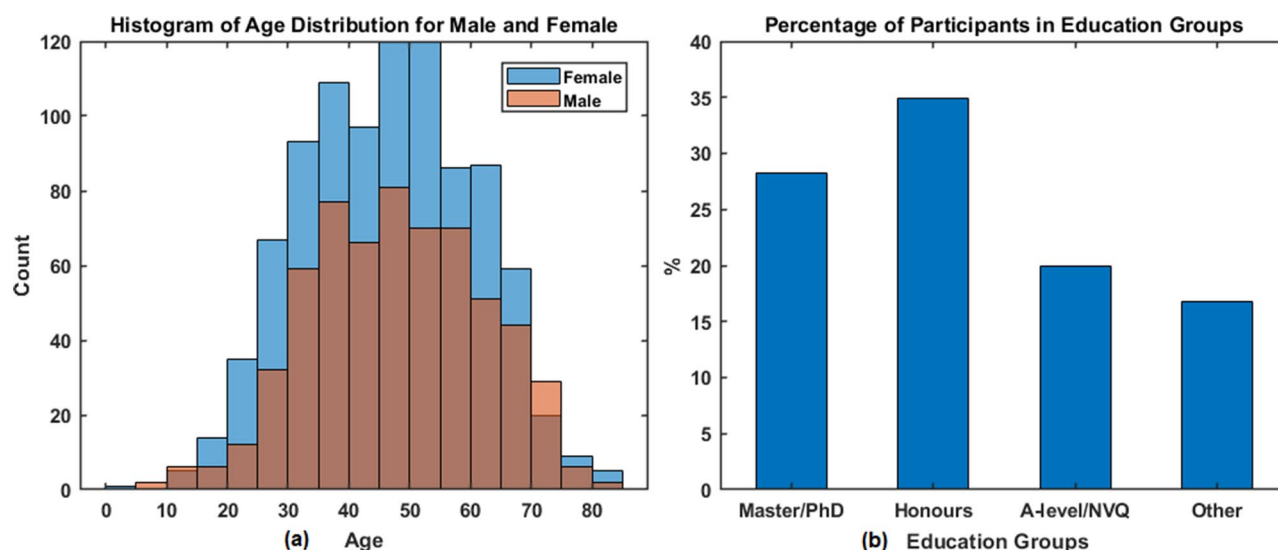 Histogram of Age Distribution for Male and Female
120
100
80
60
40
20
0
Count
Female
Male
0 10 20 30 40 50 60 70 80
(a) Age
Percentage of Participants in Education Groups
40
35
30
25
20
15
10
5
0
%
Master/PhD Honours A-level/NVQ Other
(b) Education Groups